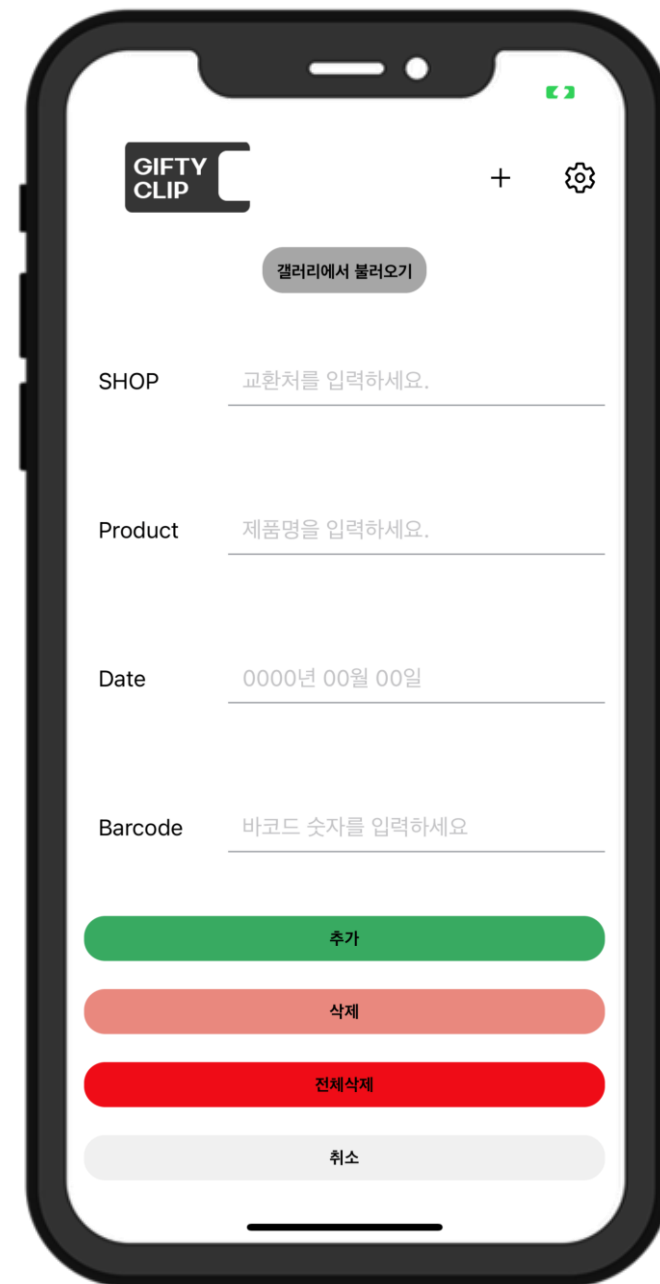 GIFTY
CLIP
갤러리에서 불러오기
SHOP 교환처를 입력하세요.
Product 제품명을 입력하세요.
Date 0000년 00월 00일
Barcode 바코드 숫자를 입력하세요
추가
삭제
전체삭제
취소